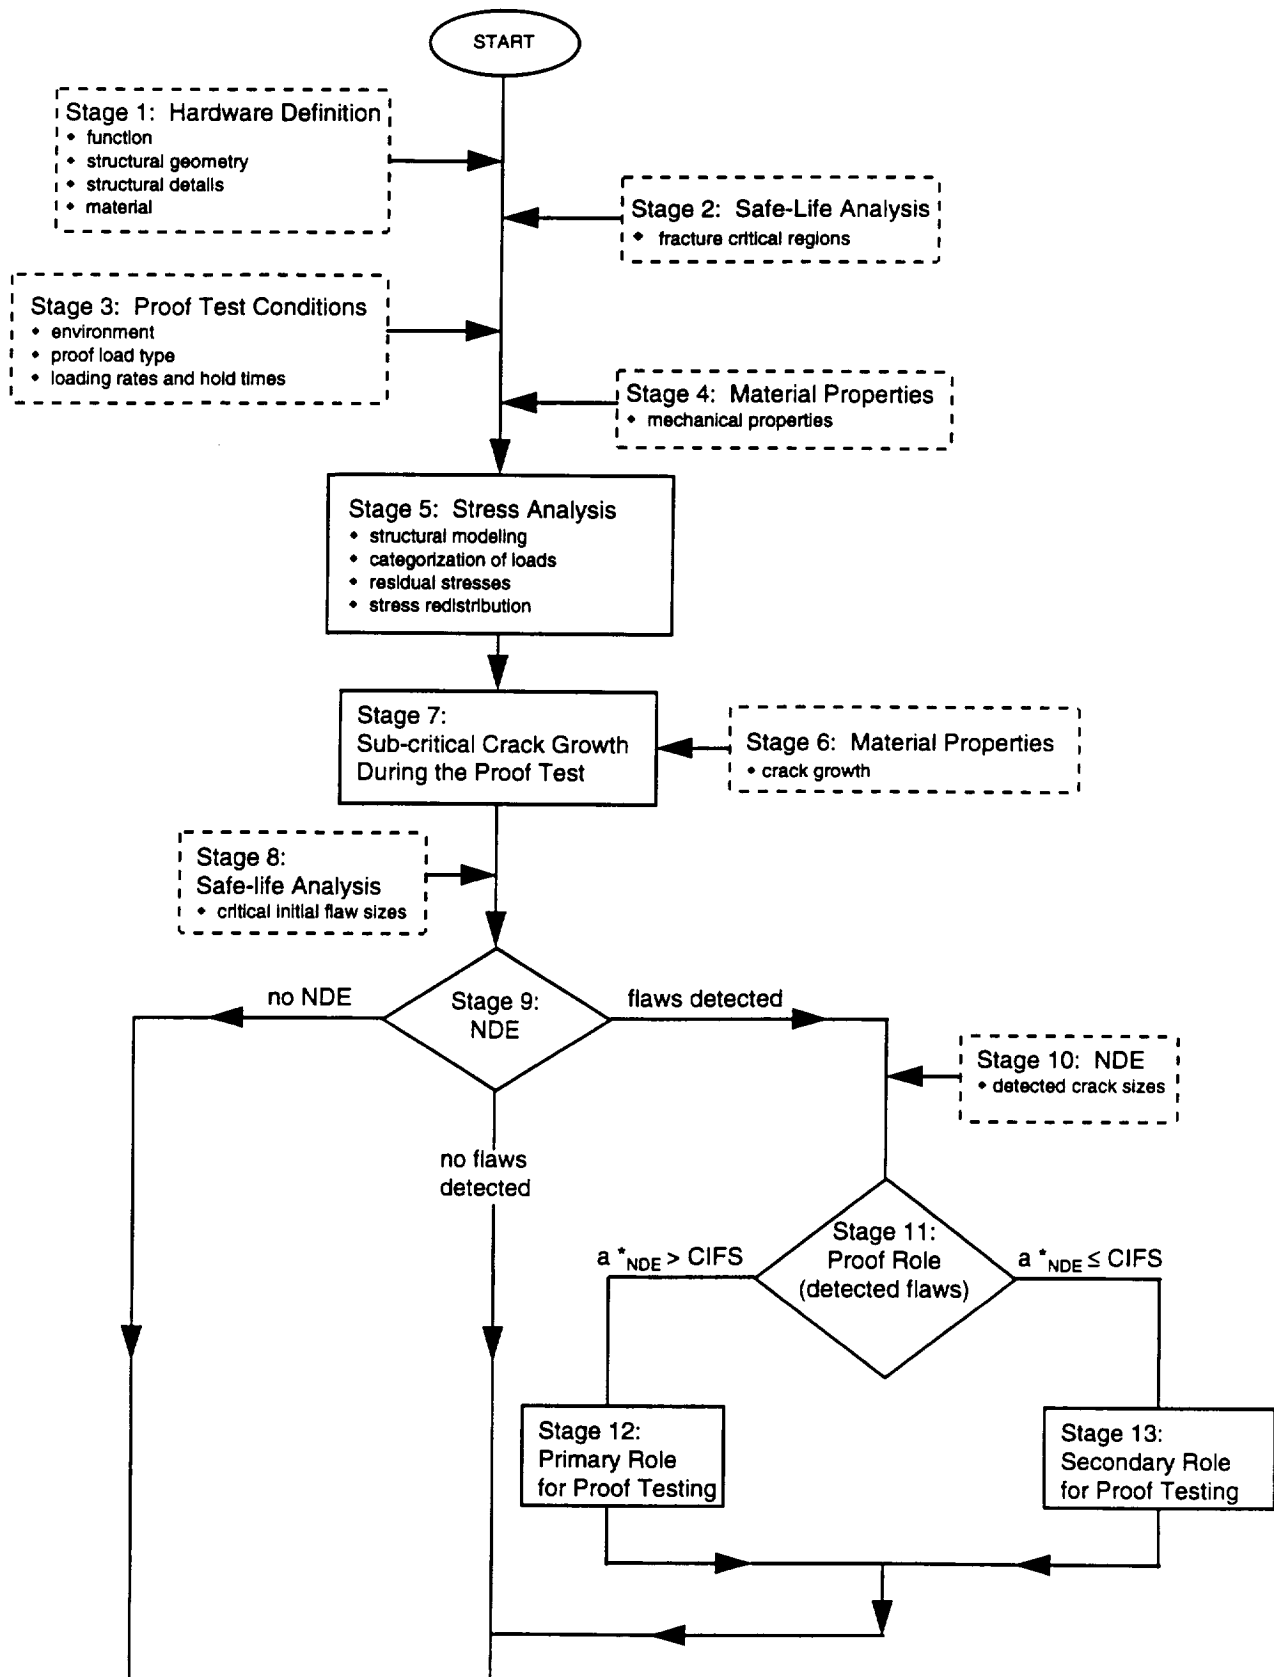 START
Stage 1: Hardware Definition
• function
• structural geometry
• structural details
• material
Stage 2: Safe-Life Analysis
• fracture critical regions
Stage 3: Proof Test Conditions
• environment
• proof load type
• loading rates and hold times
Stage 4: Material Properties
• mechanical properties
Stage 5: Stress Analysis
• structural modeling
• categorization of loads
• residual stresses
• stress redistribution
Stage 7:
Sub-critical Crack Growth
During the Proof Test
Stage 6: Material Properties
• crack growth
Stage 8:
Safe-life Analysis
• critical initial flaw sizes
no NDE
Stage 9:
NDE
flaws detected
Stage 10: NDE
• detected crack sizes
no flaws
detected
Stage 11:
Proof Role
(detected flaws)
a *NDE > CIFS
a *NDE ≤ CIFS
Stage 12:
Primary Role
for Proof Testing
Stage 13:
Secondary Role
for Proof Testing